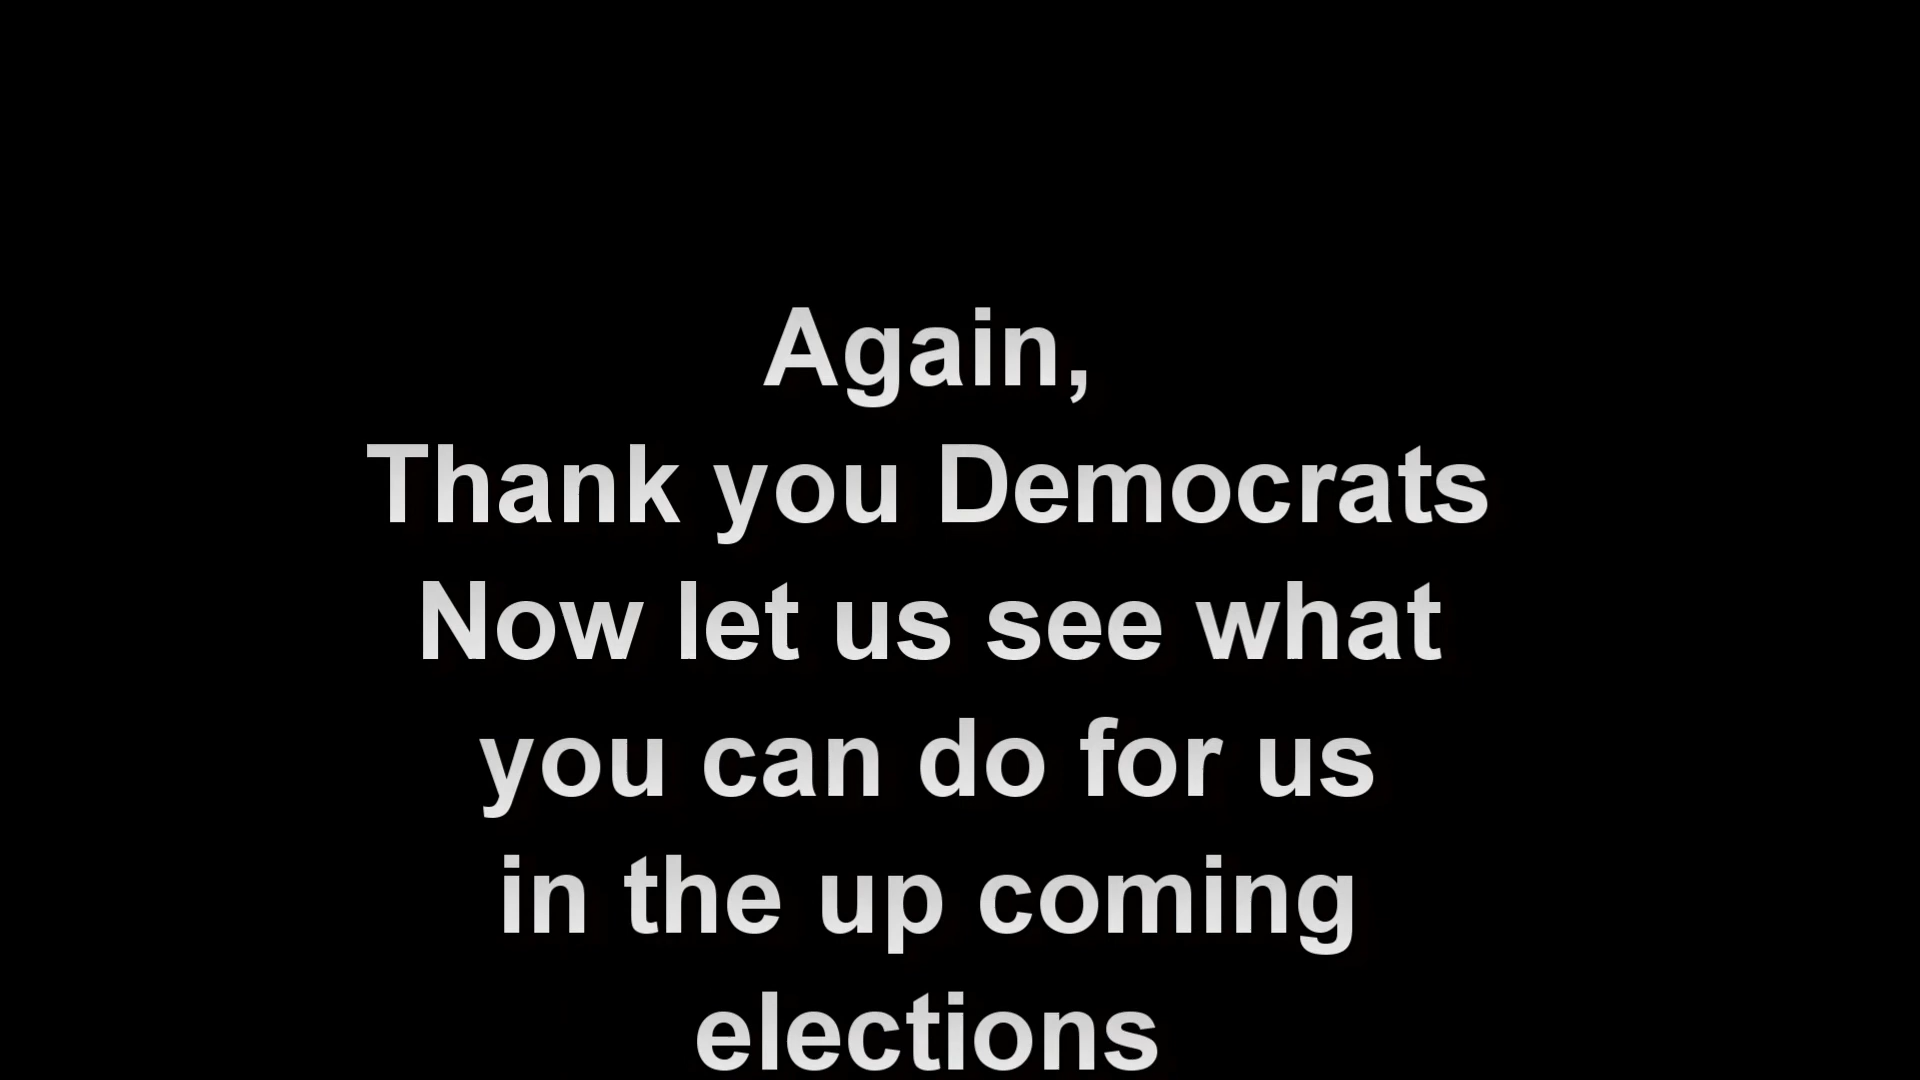 Again,
Thank you Democrats
Now let us see what
you can do for us
in the up coming
elections